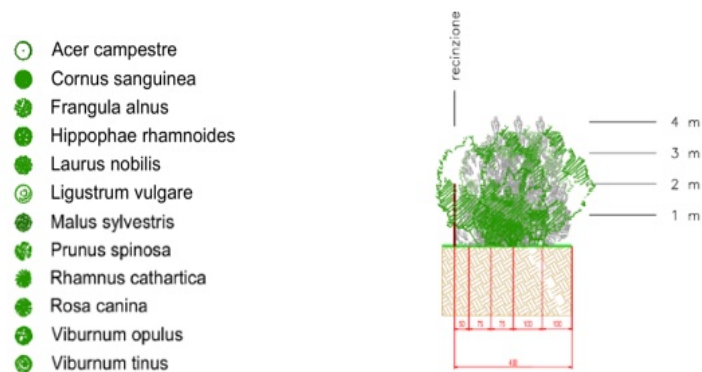 Acer campestre
Cornus sanguinea
Frangula alnus
Hippophae rhamnoides
Laurus nobilis
Ligustrum vulgare
Malus sylvestris
Prunus spinosa
Rhamnus cathartica
Rosa canina
Viburnum opulus
Viburnum tinus
recinzione
4 m
3 m
2 m
1 m
50 75 75 100 100
400